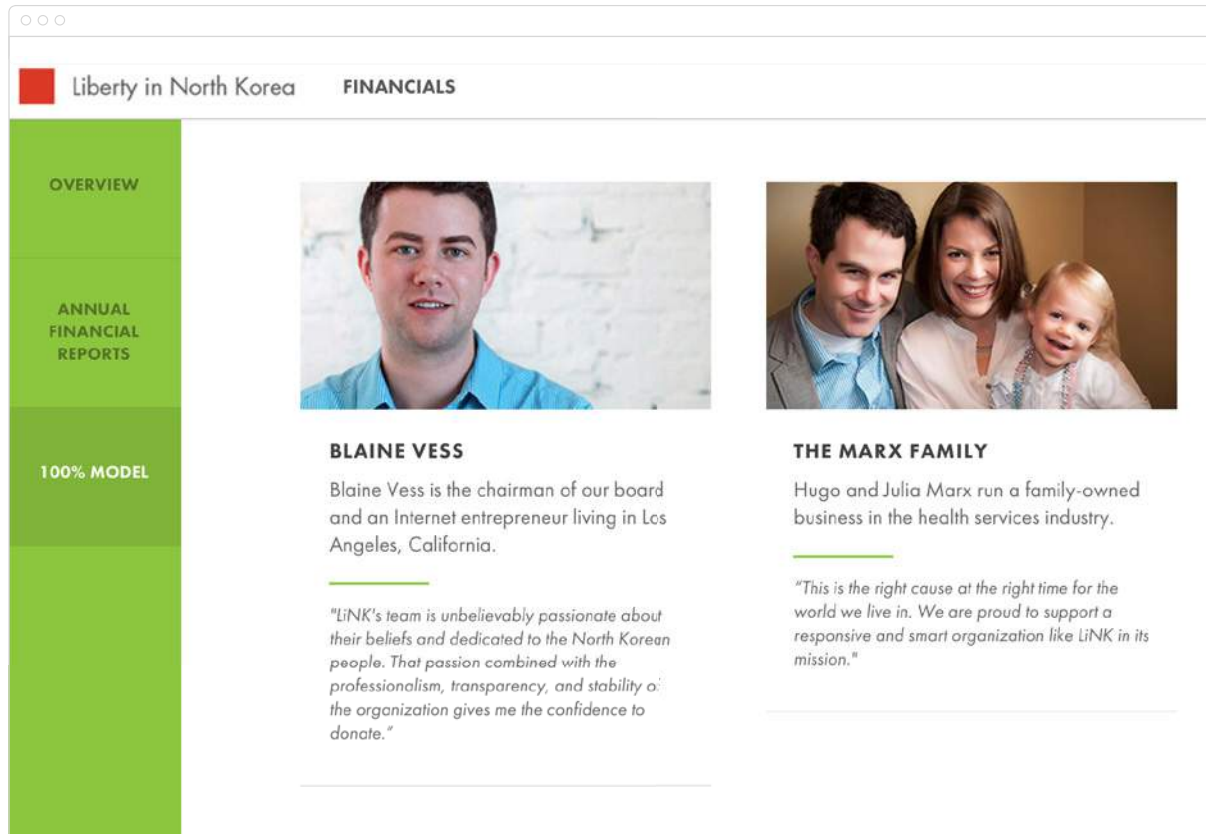 Liberty in North Korea
FINANCIALS
OVERVIEW
ANNUAL
FINANCIAL
REPORTS
100% MODEL
BLAINE VESS
Blaine Vess is the chairman of our board
and an Internet entrepreneur living in Los
Angeles, California.
"LiNK's team is unbelievably passionate about
their beliefs and dedicated to the North Korean
people. That passion combined with the
professionalism, transparency, and stability of
the organization gives me the confidence to
donate."
THE MARX FAMILY
Hugo and Julia Marx run a family-owned
business in the health services industry.
"This is the right cause at the right time for the
world we live in. We are proud to support a
responsive and smart organization like LiNK in its
mission."